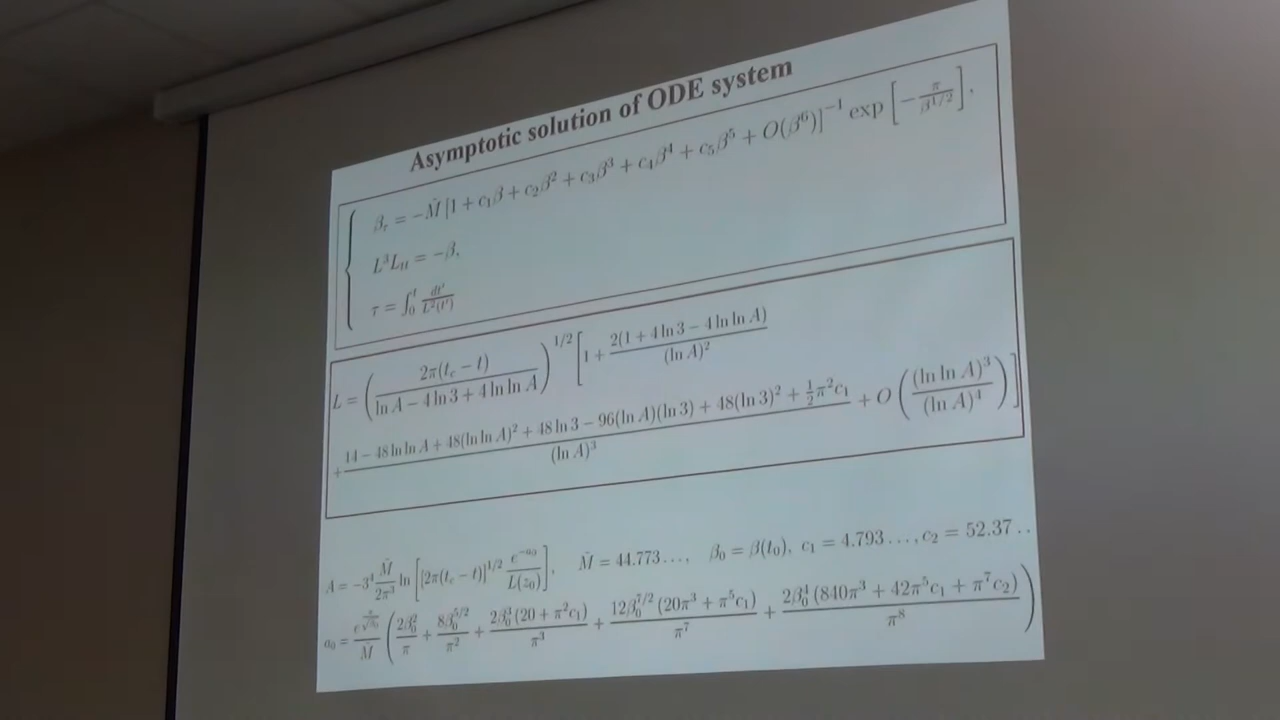 Asymptotic solution of ODE system
β_τ = −M̃ [1 + c₁β + c₂β² + c₃β³ + c₄β⁴ + c₅β⁵ + O(β⁶)]⁻¹ exp [−π/β^{1/2}],
L³L_{tt} = −β,
τ = ∫₀ᵗ dt′/L²(t′)
L = (2π(t_c − t)/(ln A − 4 ln 3 + 4 ln ln A))^{1/2} [1 + 2(1 + 4 ln 3 − 4 ln ln A)/(ln A)²
+ (14 − 48 ln ln A + 48(ln ln A)² + 48 ln 3 − 96(ln A)(ln 3) + 48(ln 3)² + ½π²c₁)/(ln A)³ + O((ln ln A)³/(ln A)⁴)]
A = −3⁴ M̃/2π³ ln [[2π(t_c − t)]^{1/2} e^{−a₀}/L(z₀)], M̃ = 44.773…, β₀ = β(t₀), c₁ = 4.793…, c₂ = 52.37..
a₀ = e^{π/√β₀}/M̃ (2β₀²/π + 8β₀^{5/2}/π² + 2β₀³(20 + π²c₁)/π³ + 12β₀^{7/2}(20π³ + π⁵c₁)/π⁷ + 2β₀⁴(840π³ + 42π⁵c₁ + π⁷c₂)/π⁸)